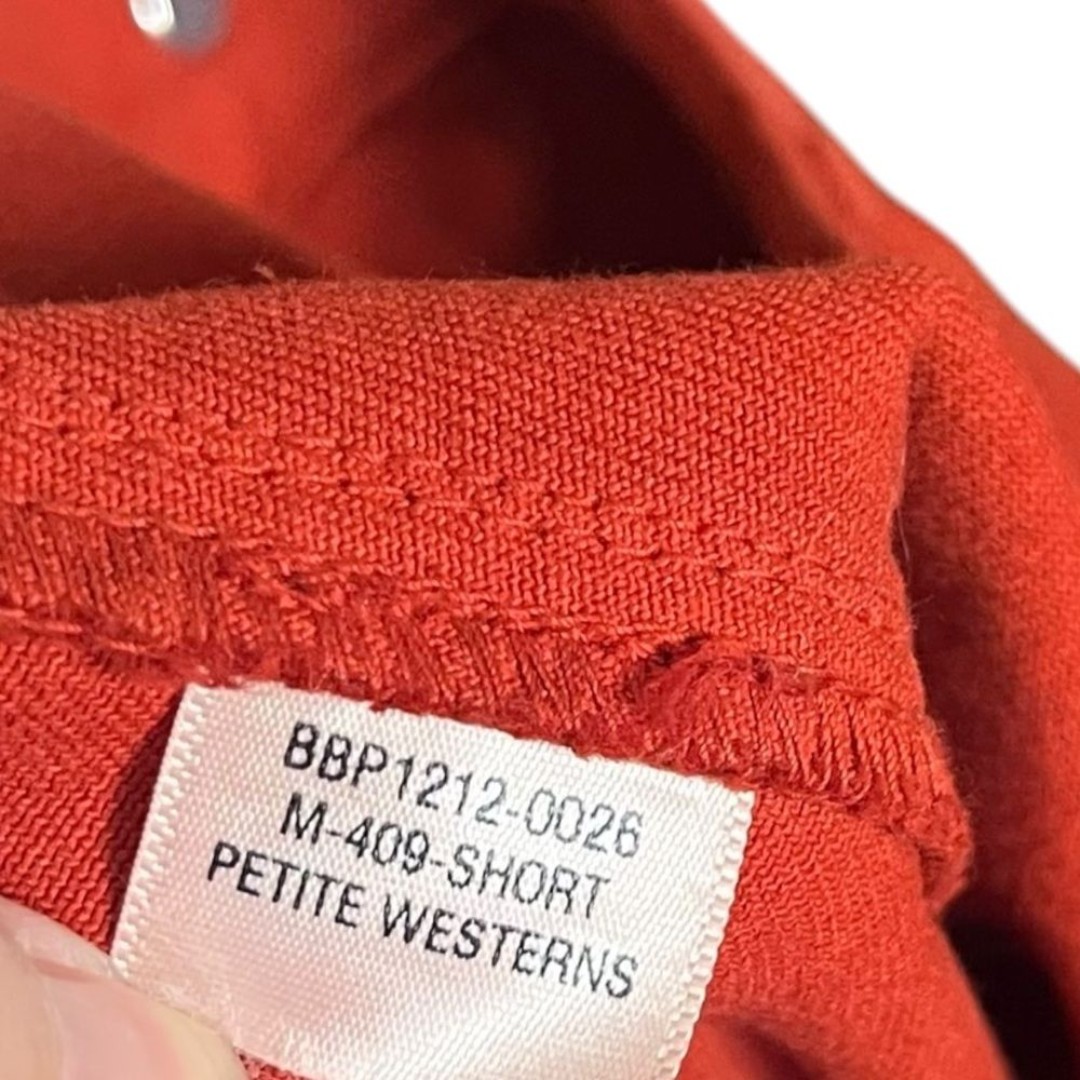 BBP1212-0026
M-409-SHORT
PETITE WESTERNS